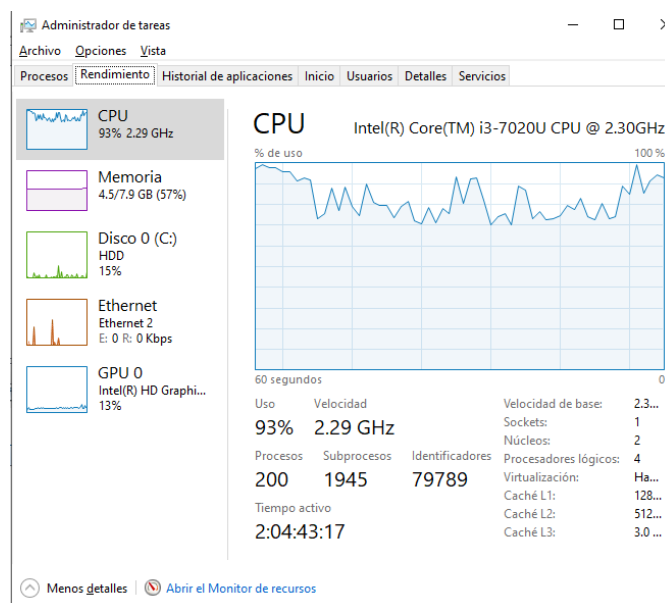 Administrador de tareas
Archivo Opciones Vista
Procesos Rendimiento Historial de aplicaciones Inicio Usuarios Detalles Servicios
CPU
93% 2.29 GHz
Memoria
4.5/7.9 GB (57%)
Disco 0 (C:)
HDD
15%
Ethernet
Ethernet 2
E: 0 R: 0 Kbps
GPU 0
Intel(R) HD Graphi...
13%
CPU Intel(R) Core(TM) i3-7020U CPU @ 2.30GHz
% de uso 100 %
60 segundos 0
Uso Velocidad
93% 2.29 GHz
Procesos Subprocesos Identificadores
200 1945 79789
Tiempo activo
2:04:43:17
Velocidad de base: 2.3...
Sockets: 1
Núcleos: 2
Procesadores lógicos: 4
Virtualización: Ha...
Caché L1: 128...
Caché L2: 512...
Caché L3: 3.0 ...
Menos detalles Abrir el Monitor de recursos